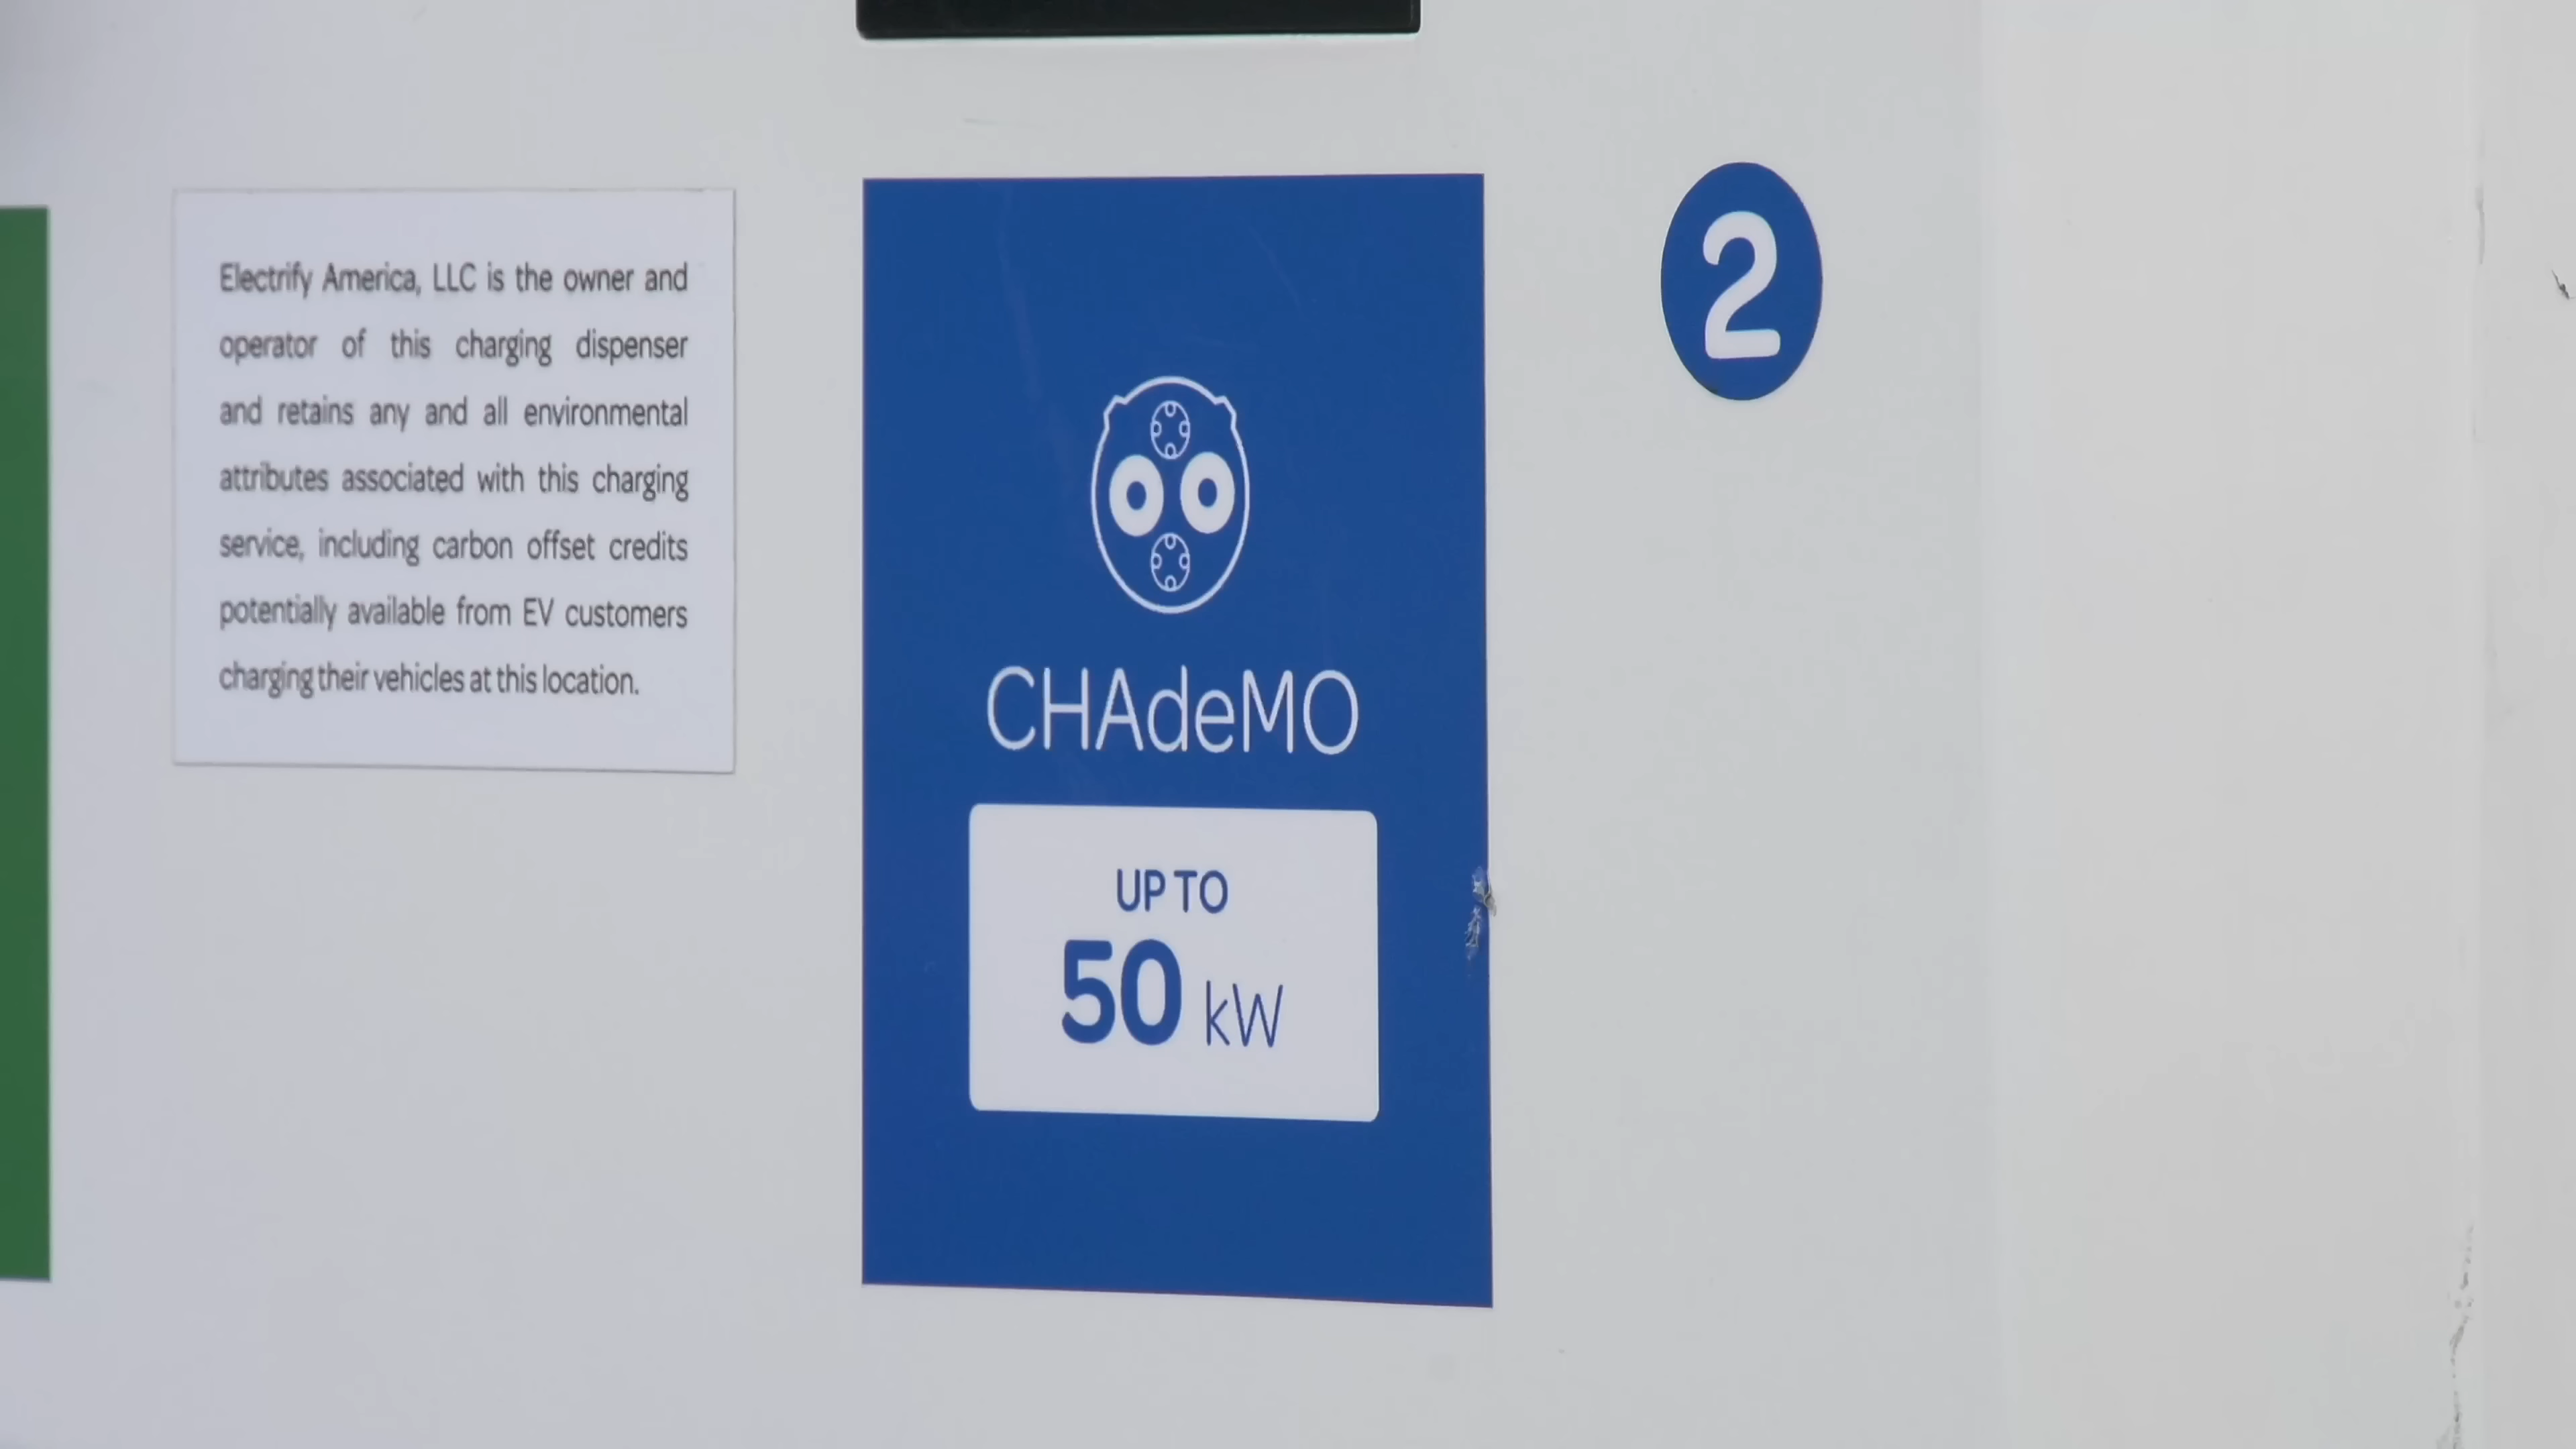 Electrify America, LLC is the owner and
operator of this charging dispenser
and retains any and all environmental
attributes associated with this charging
service, including carbon offset credits
potentially available from EV customers
charging their vehicles at this location.
CHAdeMO
UP TO
50 kW
2